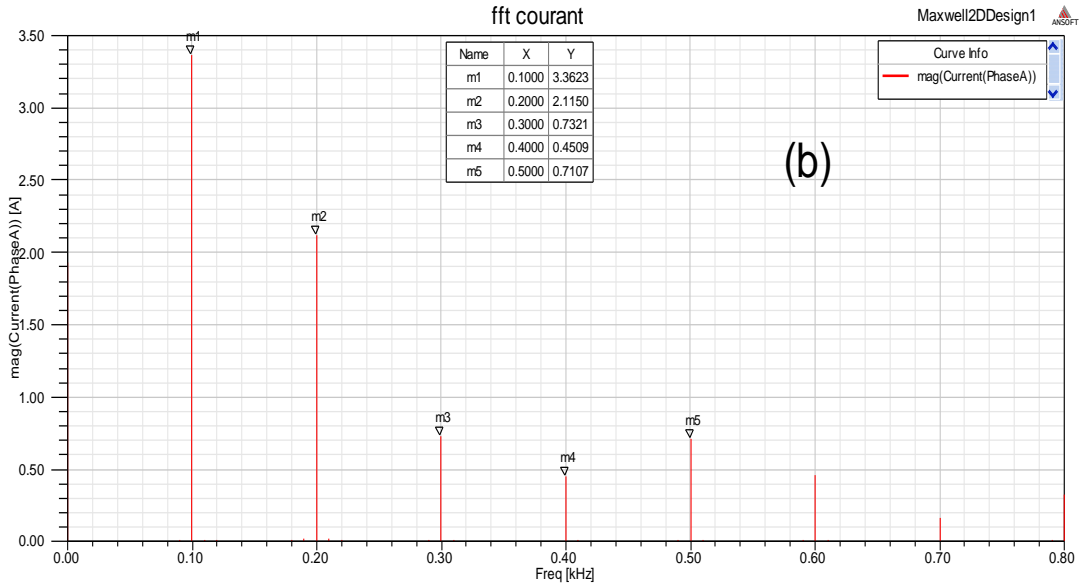 fft courant
Maxwell2DDesign1
ANSOFT
Curve Info
mag(Current(PhaseA))
Name X Y
m1 0.1000 3.3623
m2 0.2000 2.1150
m3 0.3000 0.7321
m4 0.4000 0.4509
m5 0.5000 0.7107
(b)
mag(Current(PhaseA)) [A]
3.50
3.00
2.50
2.00
1.50
1.00
0.50
0.00
m1
m2
m3
m4
m5
0.00 0.10 0.20 0.30 0.40 0.50 0.60 0.70 0.80
Freq [kHz]